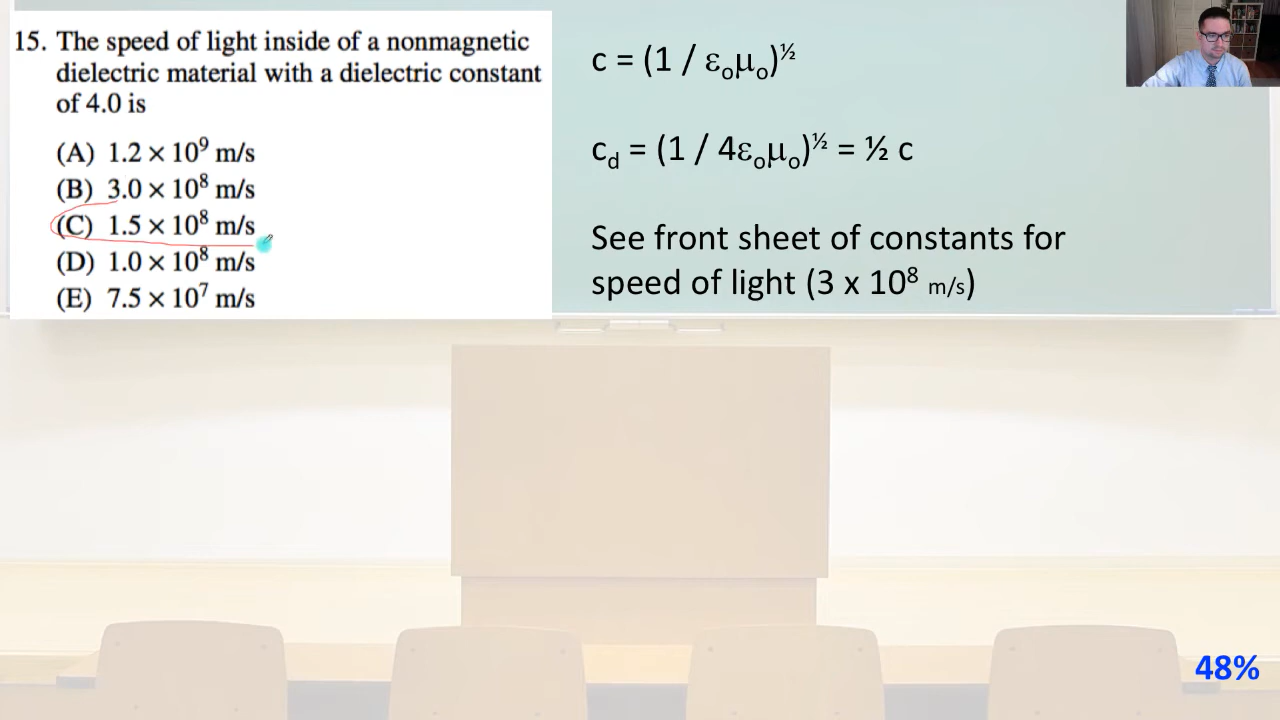 15. The speed of light inside of a nonmagnetic
dielectric material with a dielectric constant
of 4.0 is
(A) 1.2 × 10⁹ m/s
(B) 3.0 × 10⁸ m/s
(C) 1.5 × 10⁸ m/s
(D) 1.0 × 10⁸ m/s
(E) 7.5 × 10⁷ m/s
c = (1 / εₒμₒ)^½
c_d = (1 / 4εₒμₒ)^½ = ½ c
See front sheet of constants for
speed of light (3 x 10⁸ m/s)
48%